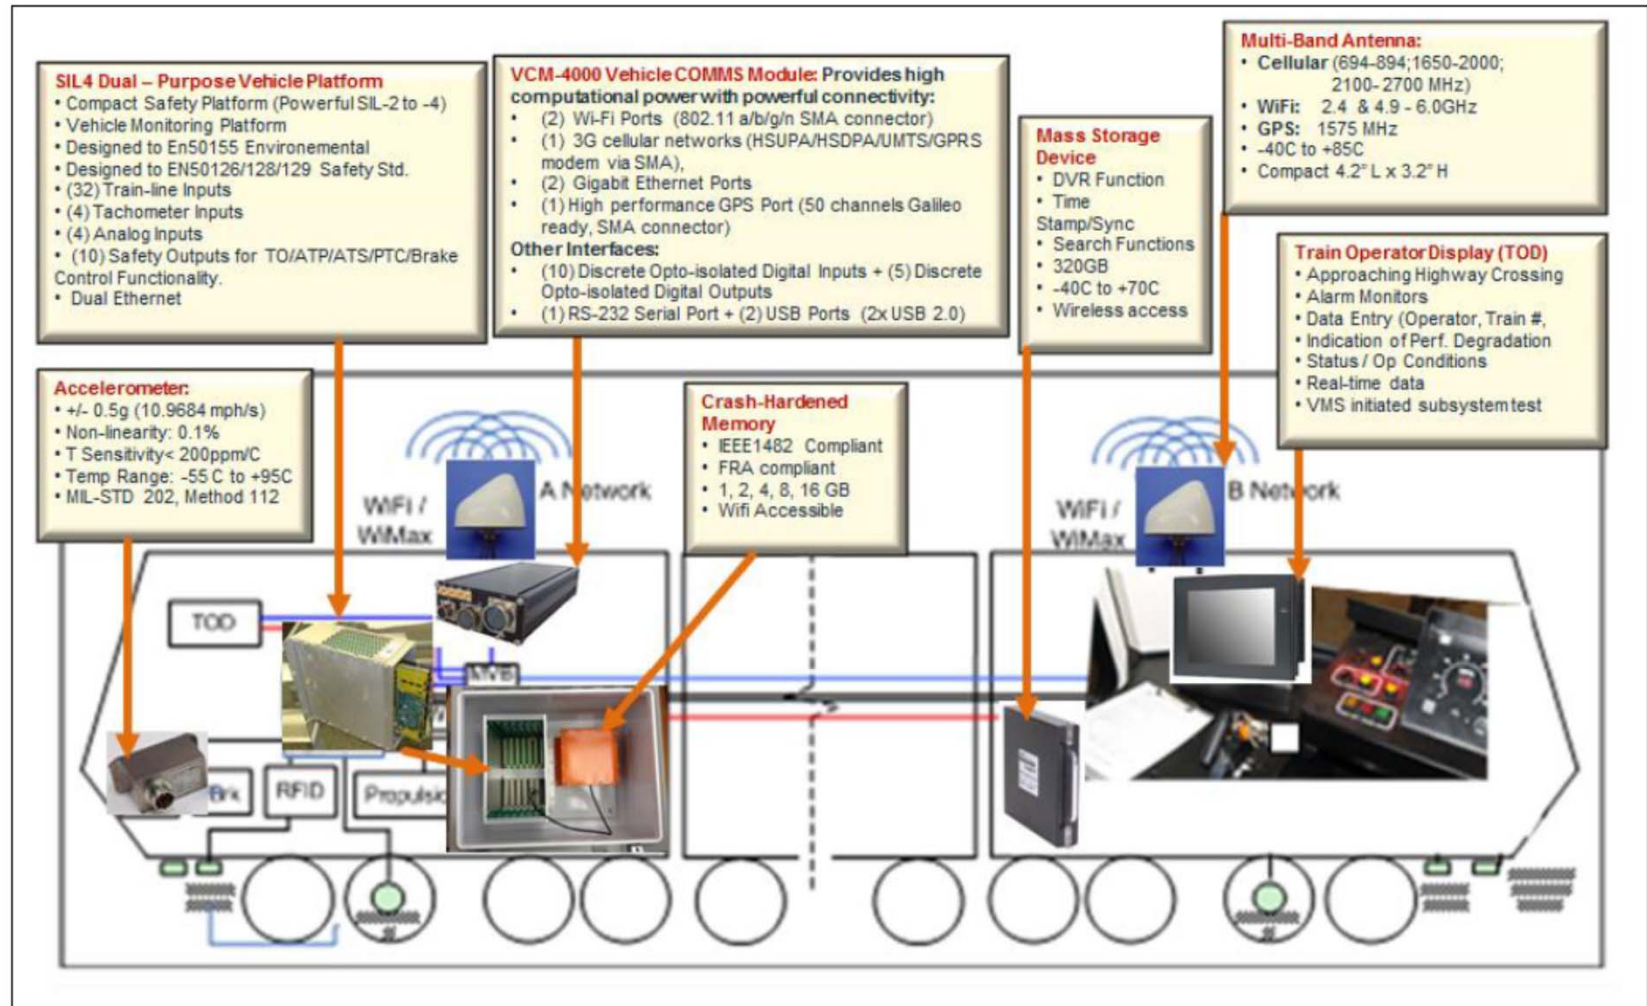 SIL4 Dual – Purpose Vehicle Platform
• Compact Safety Platform (Powerful SIL-2 to -4)
• Vehicle Monitoring Platform
• Designed to En50155 Environemental
• Designed to EN50126/128/129 Safety Std.
• (32) Train-line Inputs
• (4) Tachometer Inputs
• (4) Analog Inputs
• (10) Safety Outputs for TO/ATP/ATS/PTC/Brake
Control Functionality.
• Dual Ethernet
VCM-4000 Vehicle COMMS Module: Provides high
computational power with powerful connectivity:
• (2) Wi-Fi Ports (802.11 a/b/g/n SMA connector)
• (1) 3G cellular networks (HSUPA/HSDPA/UMTS/GPRS
modem via SMA),
• (2) Gigabit Ethernet Ports
• (1) High performance GPS Port (50 channels Galileo
ready, SMA connector)
Other Interfaces:
• (10) Discrete Opto-isolated Digital Inputs + (5) Discrete
Opto-isolated Digital Outputs
• (1) RS-232 Serial Port + (2) USB Ports (2x USB 2.0)
Mass Storage
Device
• DVR Function
• Time
Stamp/Sync
• Search Functions
• 320GB
• -40C to +70C
• Wireless access
Multi-Band Antenna:
• Cellular (694-894;1650-2000;
2100- 2700 MHz)
• WiFi: 2.4 & 4.9 - 6.0GHz
• GPS: 1575 MHz
• -40C to +85C
• Compact 4.2" L x 3.2" H
Train Operator Display (TOD)
• Approaching Highway Crossing
• Alarm Monitors
• Data Entry (Operator, Train #,
• Indication of Perf. Degradation
• Status / Op Conditions
• Real-time data
• VMS initiated subsystem test
Accelerometer:
• +/- 0.5g (10.9684 mph/s)
• Non-linearity: 0.1%
• T Sensitivity< 200ppm/C
• Temp Range: -55 C to +95C
• MIL-STD 202, Method 112
Crash-Hardened
Memory
• IEEE1482 Compliant
• FRA compliant
• 1, 2, 4, 8, 16 GB
• Wifi Accessible
WiFi /
WiMax
A Network
WiFi /
WiMax
B Network
TOD
MVB
Brk
RFID
Propulsic